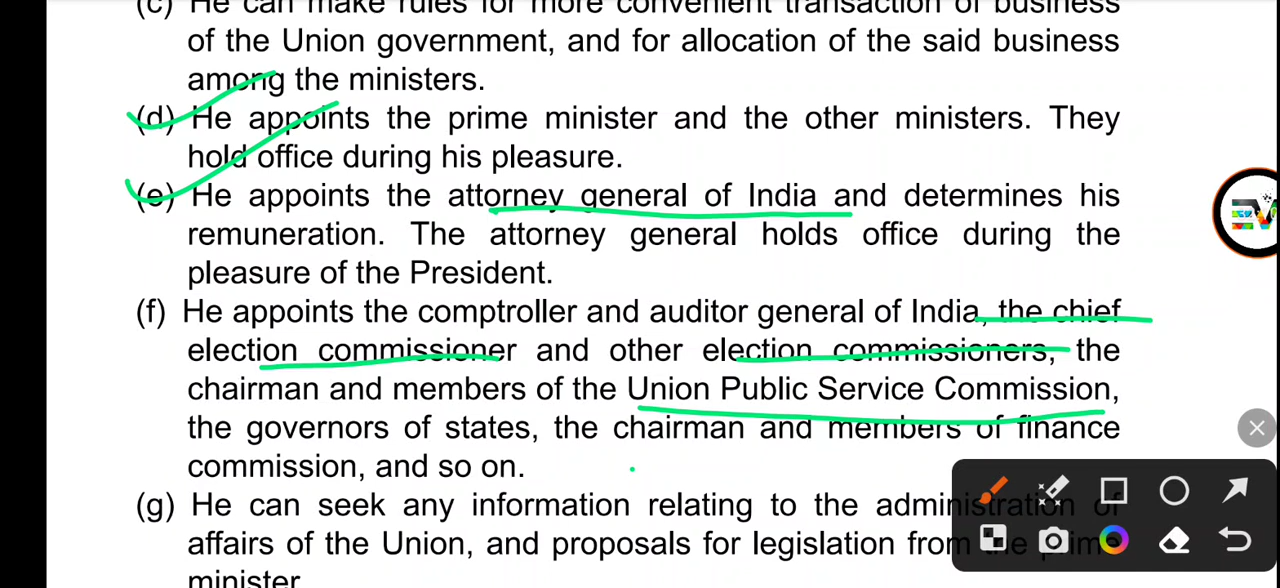 (c) He can make rules for more convenient transaction of business
of the Union government, and for allocation of the said business
among the ministers.
(d) He appoints the prime minister and the other ministers. They
hold office during his pleasure.
(e) He appoints the attorney general of India and determines his
remuneration. The attorney general holds office during the
pleasure of the President.
(f) He appoints the comptroller and auditor general of India, the chief
election commissioner and other election commissioners, the
chairman and members of the Union Public Service Commission,
the governors of states, the chairman and members of finance
commission, and so on.
(g) He can seek any information relating to the administration of
affairs of the Union, and proposals for legislation from the prime
minister
EV